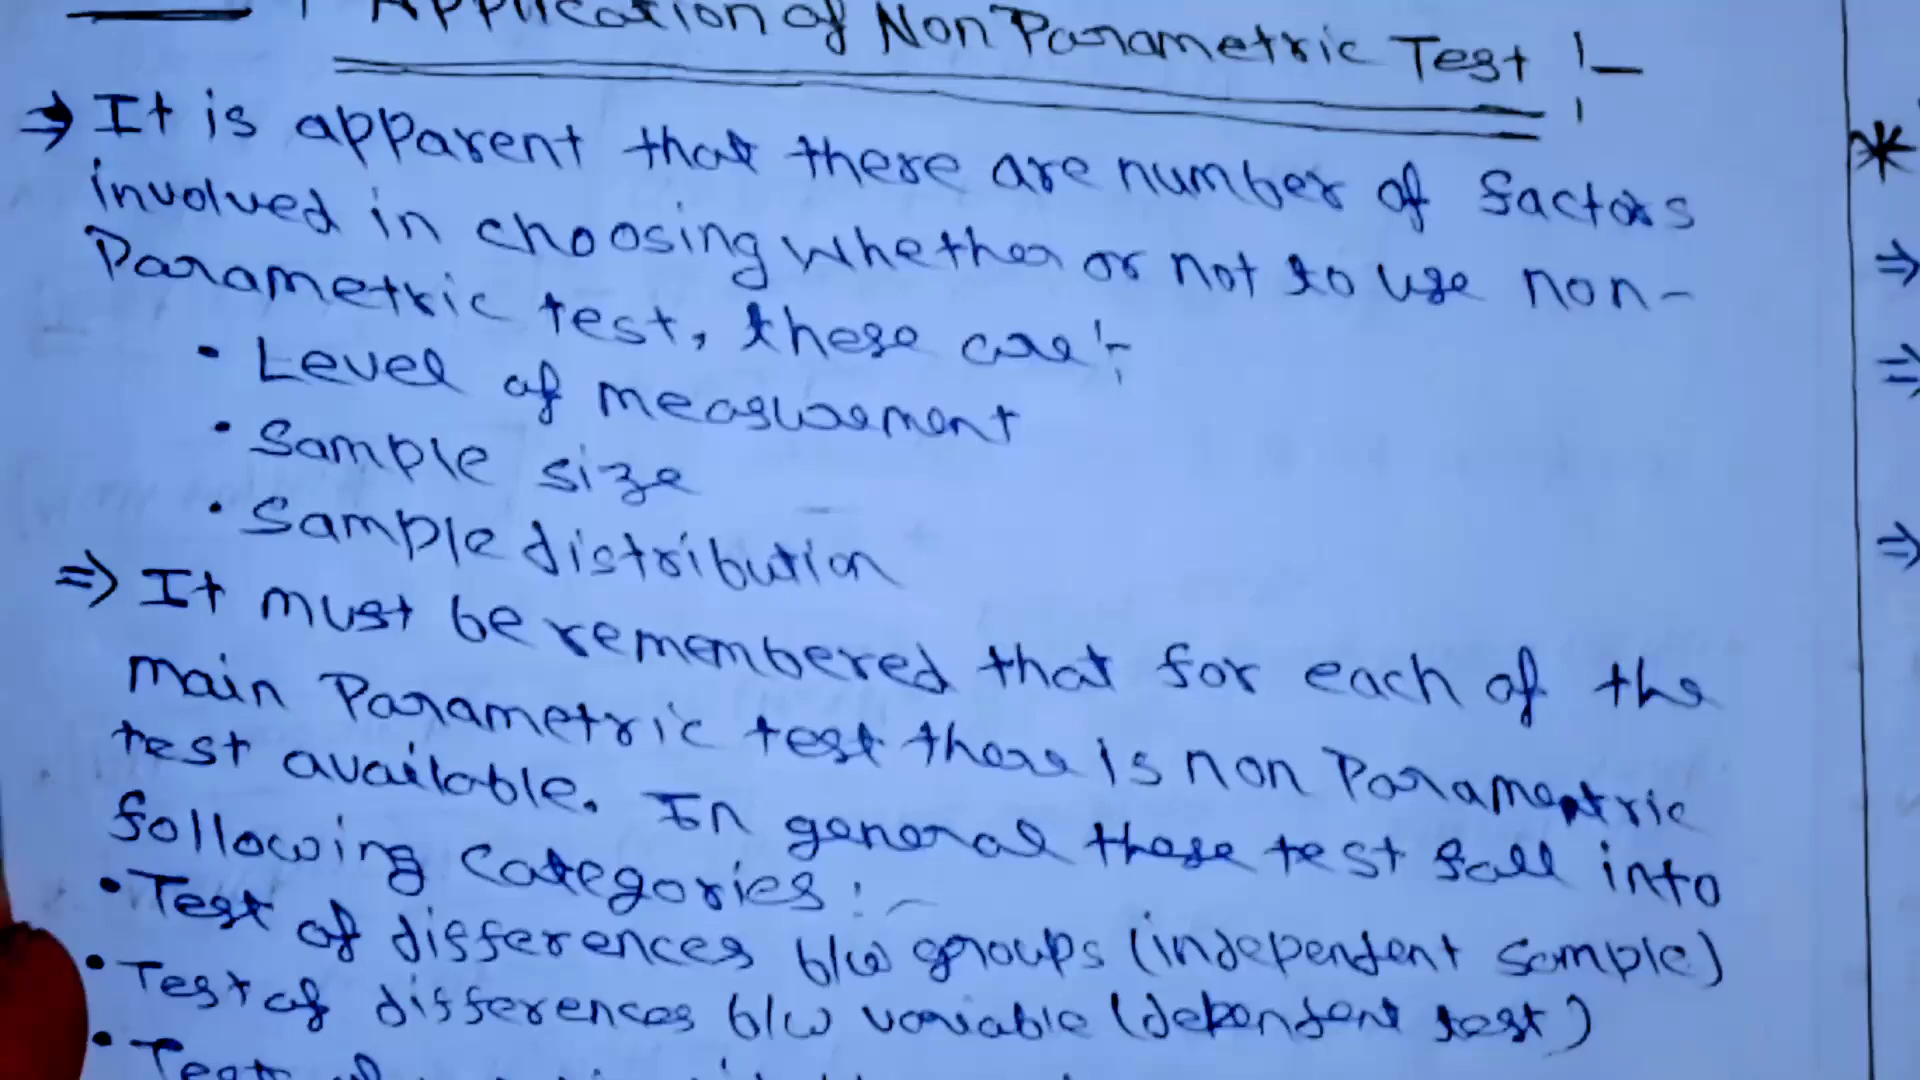 Application of Non Parametric Test :-
⇒ It is apparent that there are number of factors
involved in choosing whether or not to use non-
Parametric test, these are :-
• Level of measurement
• Sample size
• Sample distribution
⇒ It must be remembered that for each of the
main Parametric test there is non Parametric
test available. In general these test fall into
following categories :-
• Test of differences b/w groups (independent sample)
• Test of differences b/w variable (dependent test)
• Test of